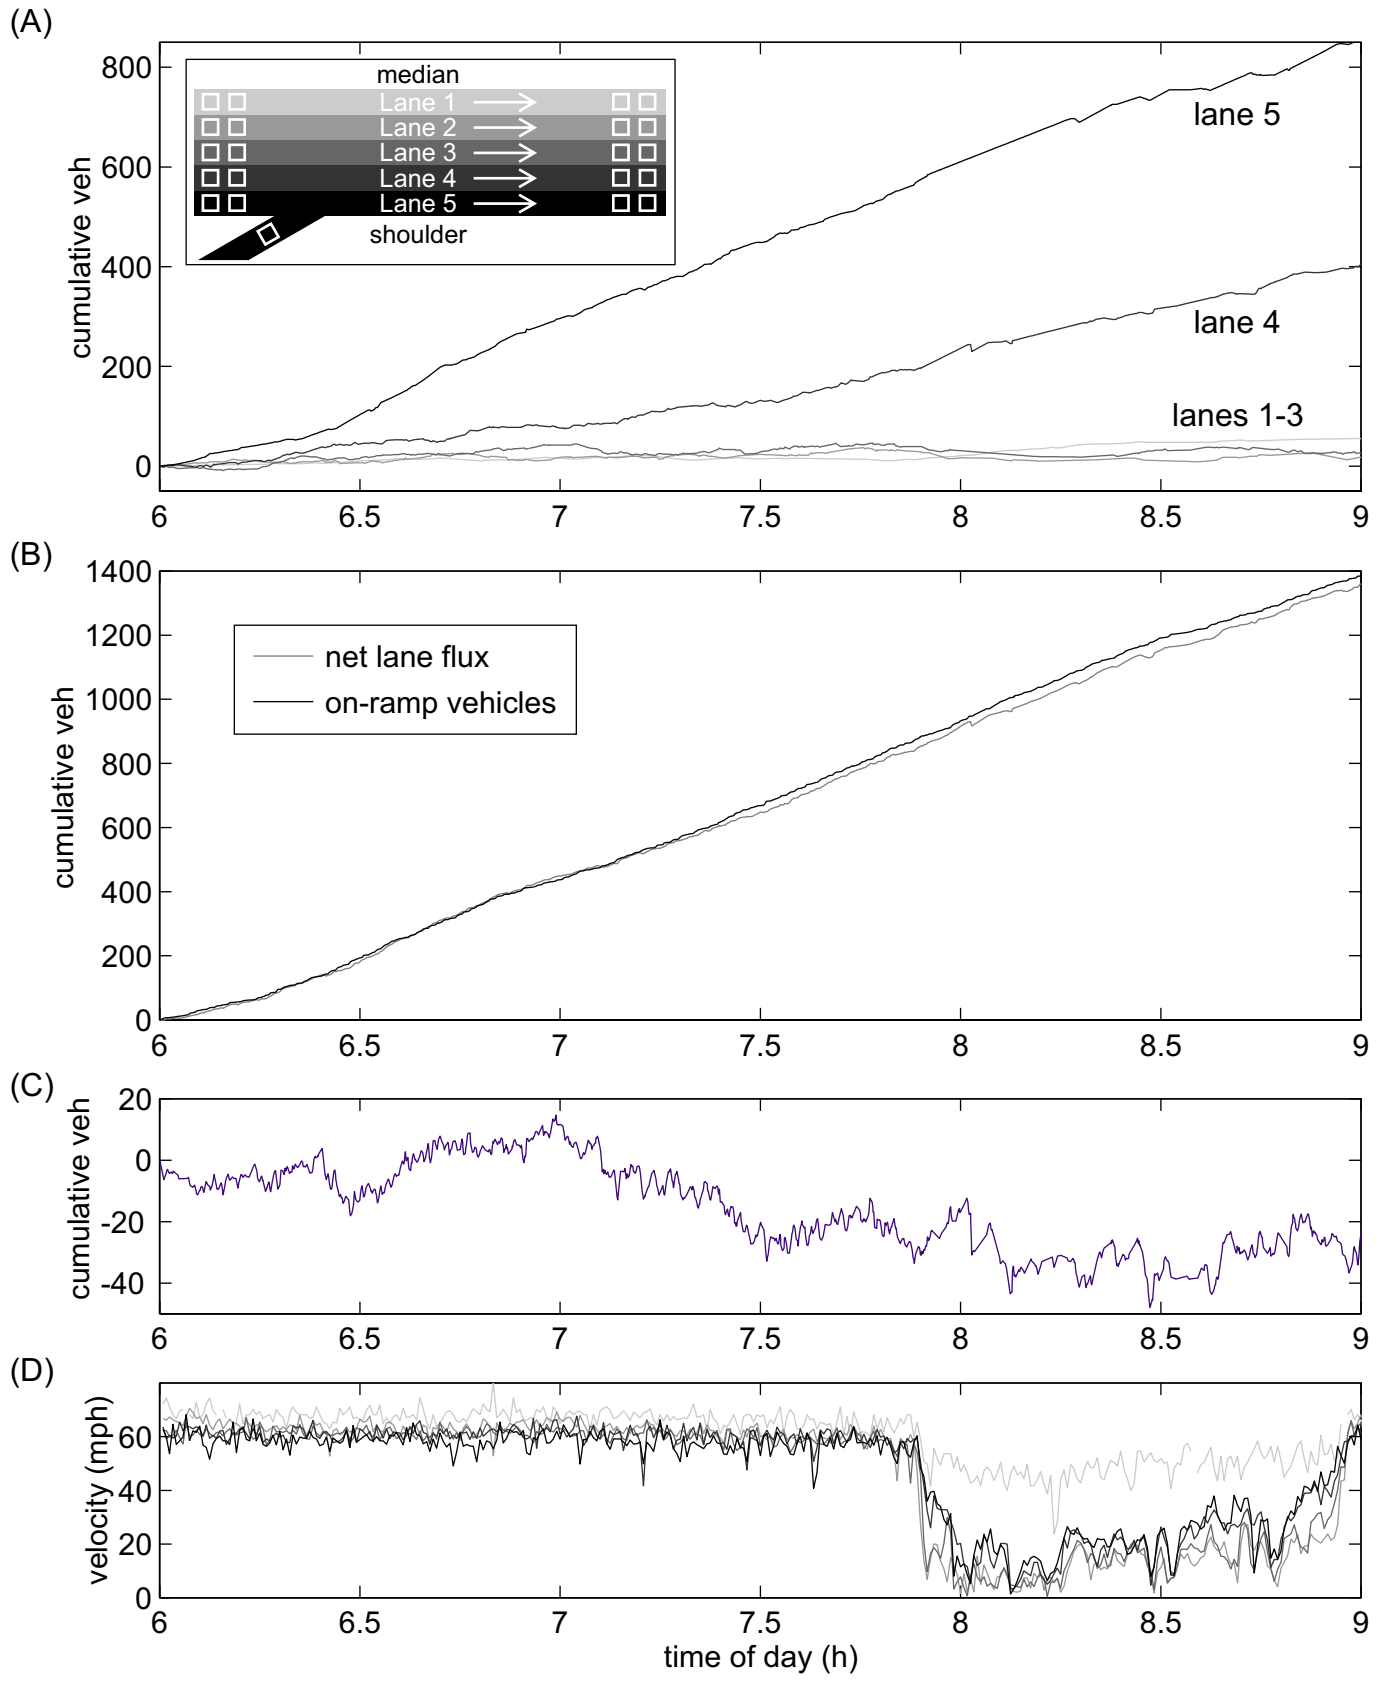 (A)
800
600
400
200
0
cumulative veh
median
Lane 1
Lane 2
Lane 3
Lane 4
Lane 5
shoulder
lane 5
lane 4
lanes 1-3
6 6.5 7 7.5 8 8.5 9
(B)
1400
1200
1000
800
600
400
200
0
cumulative veh
net lane flux
on-ramp vehicles
6 6.5 7 7.5 8 8.5 9
(C)
20
0
-20
-40
cumulative veh
6 6.5 7 7.5 8 8.5 9
(D)
60
40
20
0
velocity (mph)
6 6.5 7 7.5 8 8.5 9
time of day (h)